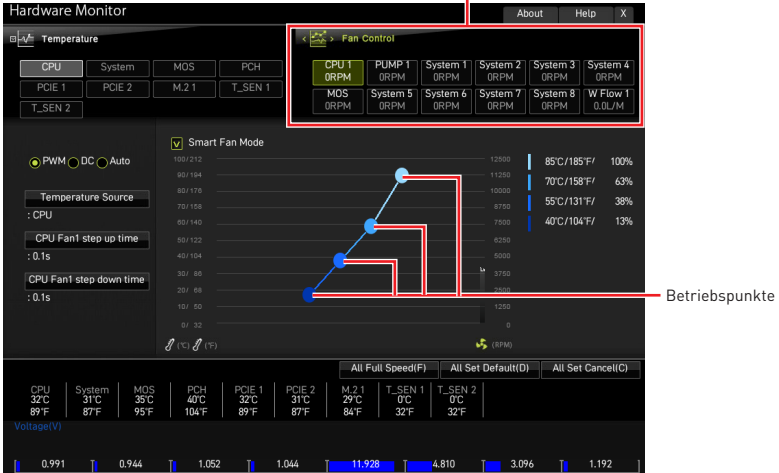 Hardware Monitor
About Help X
Temperature
< > Fan Control
CPU System MOS PCH
PCIE 1 PCIE 2 M.2 1 T_SEN 1
T_SEN 2
CPU 1 PUMP 1 System 1 System 2 System 3 System 4
0RPM 0RPM 0RPM 0RPM 0RPM 0RPM
MOS System 5 System 6 System 7 System 8 W Flow 1
0RPM 0RPM 0RPM 0RPM 0RPM 0.0L/M
PWM DC Auto
Temperature Source
: CPU
CPU Fan1 step up time
: 0.1s
CPU Fan1 step down time
: 0.1s
V Smart Fan Mode
100/212 12500
90/194 11250
80/176 10000
70/158 8750
60/140 7500
50/122 6250
40/104 5000
30/ 86 3750
20/ 68 2500
10/ 50 1250
0/ 32 0
(°C) (°F) (RPM)
85°C/185°F/ 100%
70°C/158°F/ 63%
55°C/131°F/ 38%
40°C/104°F/ 13%
Betriebspunkte
All Full Speed(F) All Set Default(D) All Set Cancel(C)
CPU System MOS PCH PCIE 1 PCIE 2 M.2 1 T_SEN 1 T_SEN 2
32°C 31°C 35°C 40°C 32°C 31°C 29°C 0°C 0°C
89°F 87°F 95°F 104°F 89°F 87°F 84°F 32°F 32°F
Voltage(V)
0.991 0.944 1.052 1.044 11.928 4.810 3.096 1.192